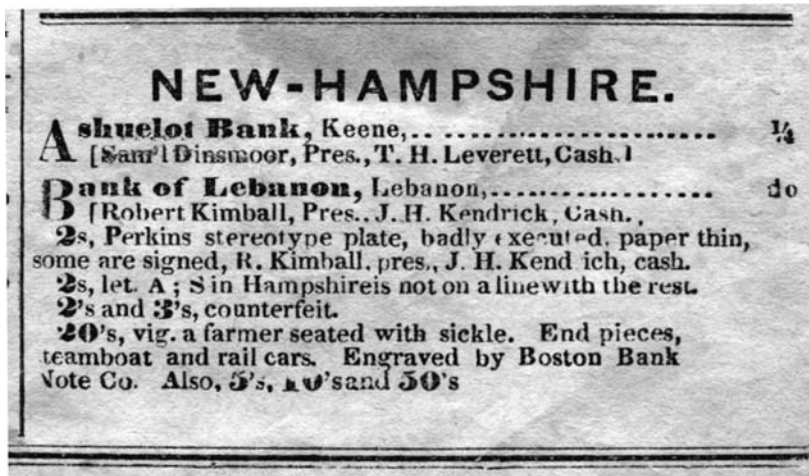 NEW-HAMPSHIRE.
Ashuelot Bank, Keene,.. ...................... ¼
[Sam'l Dinsmoor, Pres., T. H. Leverett, Cash.]
Bank of Lebanon, Lebanon,................. do
[Robert Kimball, Pres.. J. H. Kendrick, Cash.,
2s, Perkins stereotype plate, badly executed. paper thin,
some are signed, R. Kimball. pres., J. H. Kend ich, cash.
2s, let. A ; S in Hampshireis not on a linewith the rest.
2's and 3's, counterfeit.
20's, vig. a farmer seated with sickle. End pieces,
teamboat and rail cars. Engraved by Boston Bank
Note Co. Also, 5's, 10'sand 50's